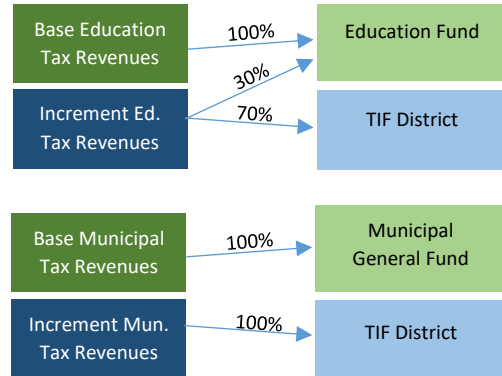 Base Education
Tax Revenues
100%
Education Fund
30%
Increment Ed.
Tax Revenues
70%
TIF District
Base Municipal
Tax Revenues
100%
Municipal
General Fund
Increment Mun.
Tax Revenues
100%
TIF District